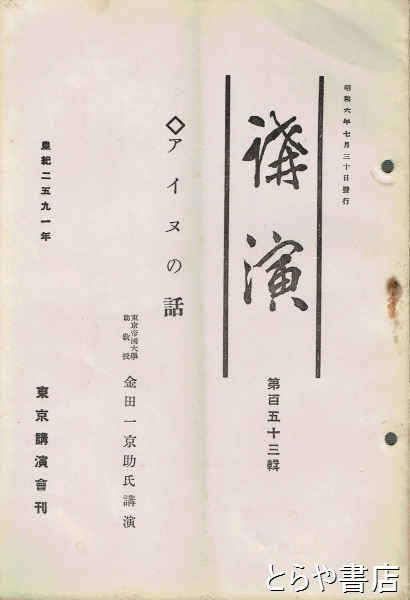 昭和六年七月三十日發行
講演
第百五十三輯
◇アイヌの話
東京帝國大學
助教授
金田一京助氏講演
皇紀二五九一年
東京講演會刊
とらや書店